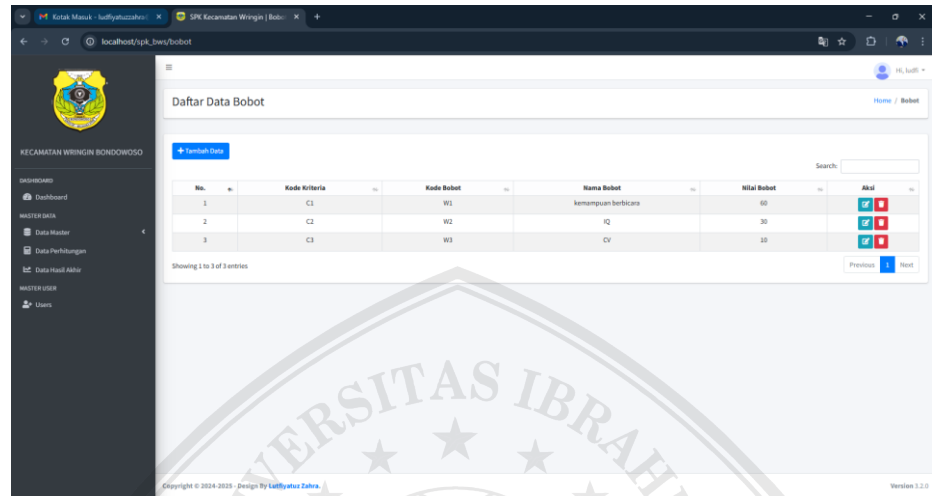 Kotak Masuk - ludfiyatuzzahro
SPK Kecamatan Wringin | Bobot
localhost/spk_bws/bobot
Hi, ludfi
Daftar Data Bobot
Home / Bobot
KECAMATAN WRINGIN BONDOWOSO
+ Tambah Data
Search:
DASHBOARD
Dashboard
MASTER DATA
Data Master
Data Perhitungan
Data Hasil Akhir
MASTER USER
Users
No. Kode Kriteria Kode Bobot Nama Bobot Nilai Bobot Aksi
1 C1 W1 kemampuan berbicara 60
2 C2 W2 IQ 30
3 C3 W3 CV 10
Showing 1 to 3 of 3 entries
Previous 1 Next
ERSITAS IBRA
Copyright © 2024-2025 - Design By Lutfiyatuz Zahra.
Version 3.2.0